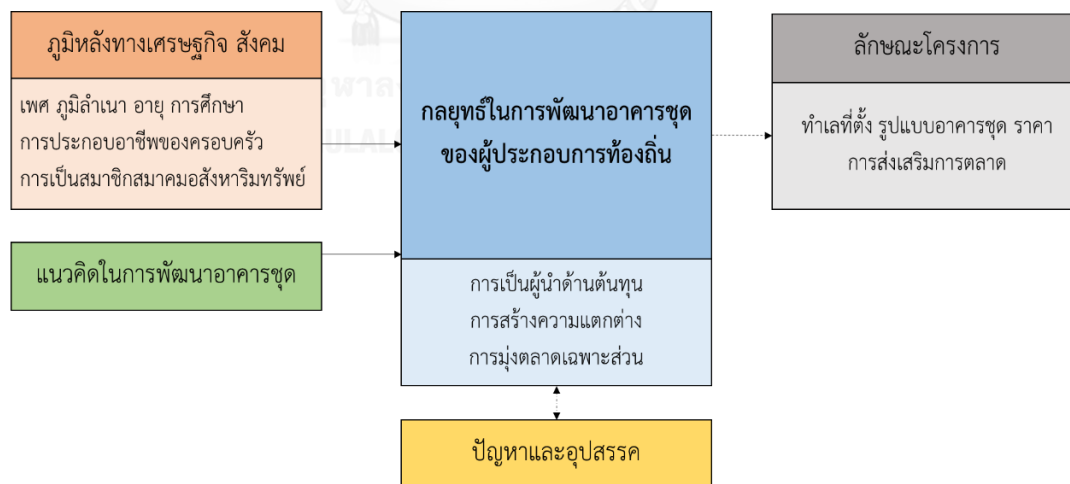 ภูมิหลังทางเศรษฐกิจ สังคม
เพศ ภูมิลำเนา อายุ การศึกษา
การประกอบอาชีพของครอบครัว
การเป็นสมาชิกสมาคมอสังหาริมทรัพย์
แนวคิดในการพัฒนาอาคารชุด
กลยุทธ์ในการพัฒนาอาคารชุด
ของผู้ประกอบการท้องถิ่น
การเป็นผู้นำด้านต้นทุน
การสร้างความแตกต่าง
การมุ่งตลาดเฉพาะส่วน
ปัญหาและอุปสรรค
ลักษณะโครงการ
ทำเลที่ตั้ง รูปแบบอาคารชุด ราคา
การส่งเสริมการตลาด